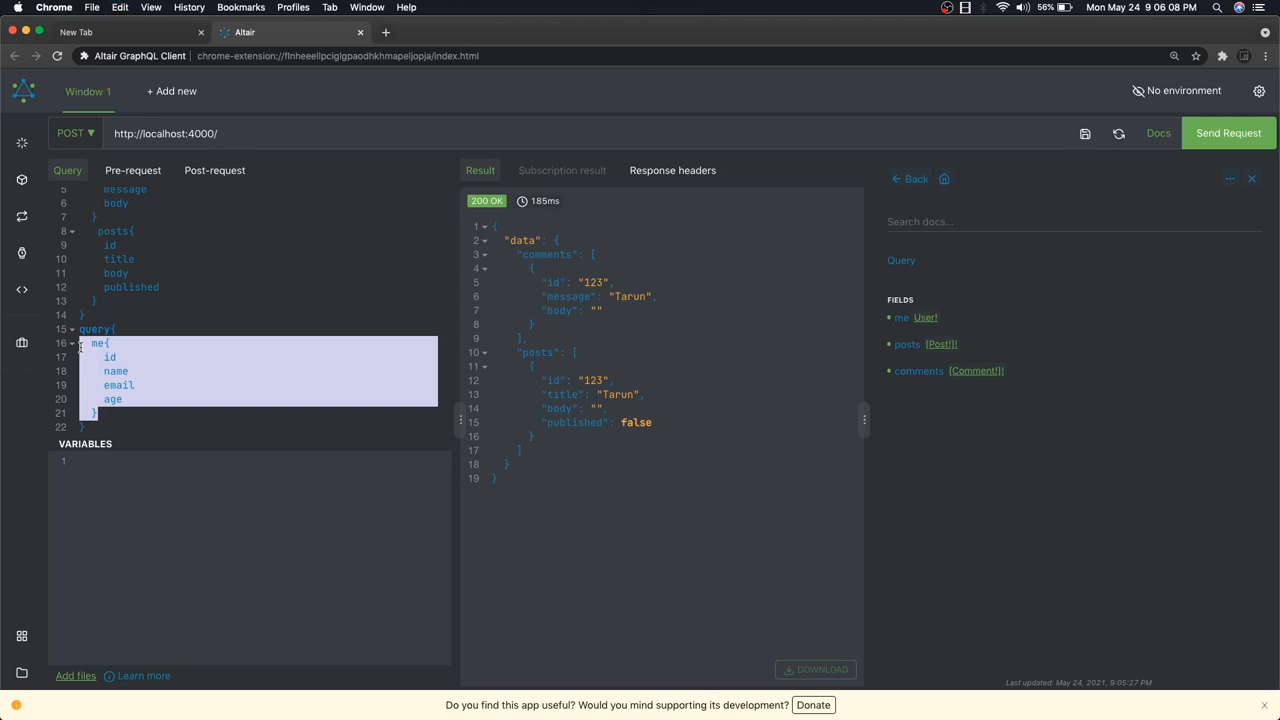 Chrome File Edit View History Bookmarks Profiles Tab Window Help 56% Mon May 24 9:06:08 PM
New Tab Altair
Altair GraphQL Client chrome-extension://flnheeellpciglgpaodhkhmapeljopja/index.html
Window 1 + Add new No environment
POST ▼ http://localhost:4000/ Docs Send Request
Query Pre-request Post-request
5 message
6 body
7 }
8 posts{
9 id
10 title
11 body
12 published
13 }
14 }
15 query{
16 me{
17 id
18 name
19 email
20 age
21 }
22 }
VARIABLES
1
Add files Learn more
Result Subscription result Response headers
200 OK 185ms
1 {
2 "data": {
3 "comments": [
4 {
5 "id": "123",
6 "message": "Tarun",
7 "body": ""
8 }
9 ],
10 "posts": [
11 {
12 "id": "123",
13 "title": "Tarun",
14 "body": "",
15 "published": false
16 }
17 ]
18 }
19 }
DOWNLOAD
Back
Search docs...
Query
FIELDS
me User!
posts [Post!]!
comments [Comment!]!
Last updated: May 24, 2021, 9:05:27 PM
Do you find this app useful? Would you mind supporting its development? Donate